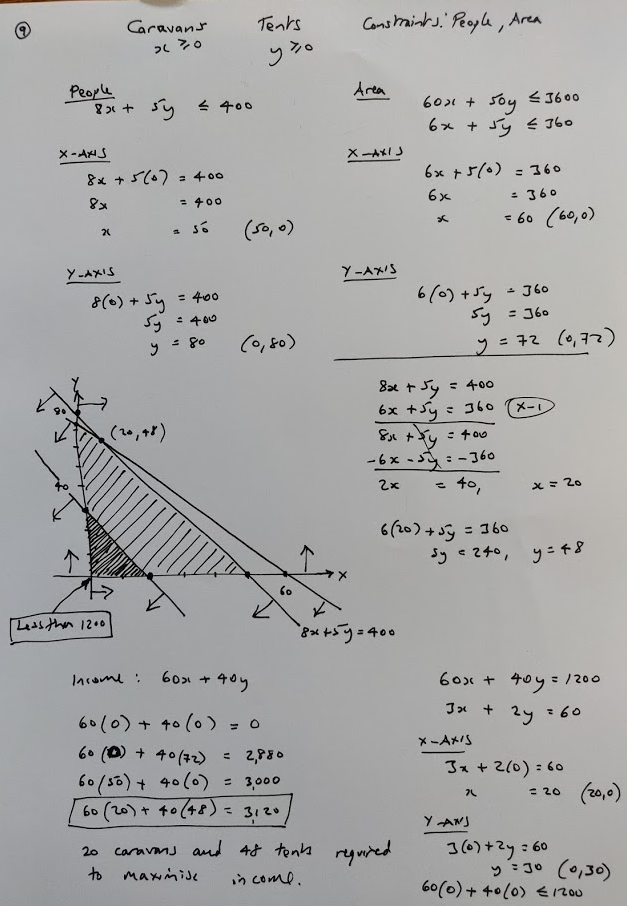 ⑨ Caravans Tents Constraints: People, Area
x ≥ 0 y ≥ 0
People
8x + 5y ≤ 400
X-AXIS
8x + 5(0) = 400
8x = 400
x = 50 (50,0)
Y-AXIS
8(0) + 5y = 400
5y = 400
y = 80 (0,80)
Area
60x + 50y ≤ 3600
6x + 5y ≤ 360
X-AXIS
6x + 5(0) = 360
6x = 360
x = 60 (60,0)
Y-AXIS
6(0) + 5y = 360
5y = 360
y = 72 (0,72)
8x + 5y = 400
6x + 5y = 360 (x-1)
8x + 5y = 400
-6x - 5y = -360
2x = 40, x = 20
6(20) + 5y = 360
5y = 240, y = 48
Y
80
(20,48)
40
X
60
Less than 1200
8x + 5y = 400
Income: 60x + 40y
60(0) + 40(0) = 0
60(0) + 40(72) = 2,880
60(50) + 40(0) = 3,000
60(20) + 40(48) = 3,120
20 caravans and 48 tents required
to maximise income.
60x + 40y = 1200
3x + 2y = 60
X-AXIS
3x + 2(0) = 60
x = 20 (20,0)
Y-AXIS
3(0) + 2y = 60
y = 30 (0,30)
60(0) + 40(0) ≤ 1200